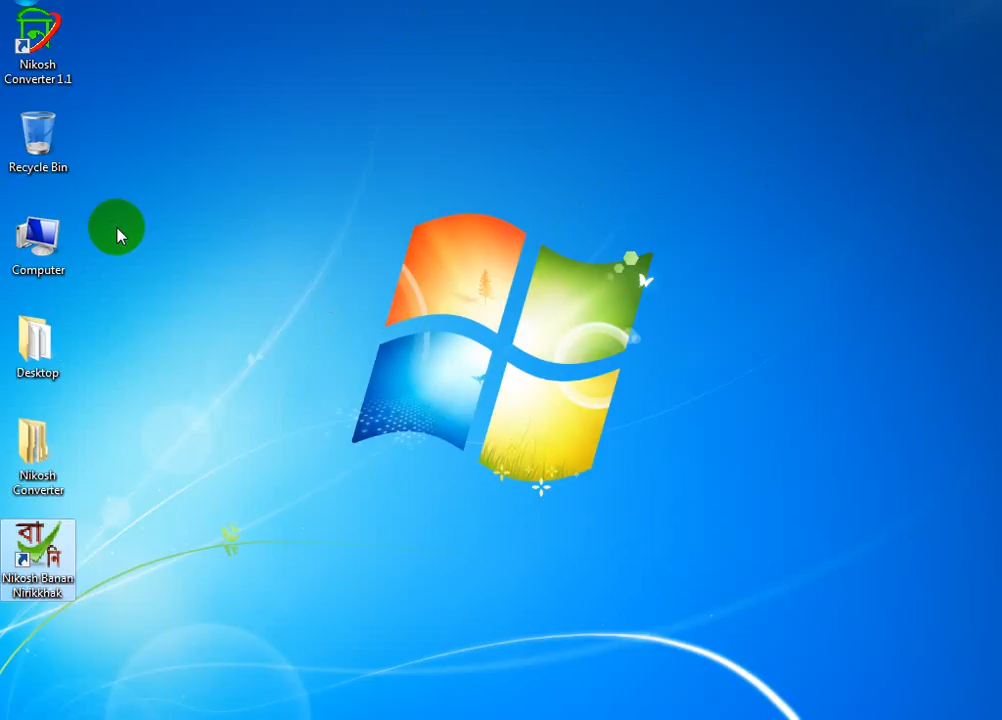 নি
Nikosh
Converter 1.1
Recycle Bin
Computer
Desktop
Nikosh
Converter
বা
নি
Nikosh Banan
Nirikkhak